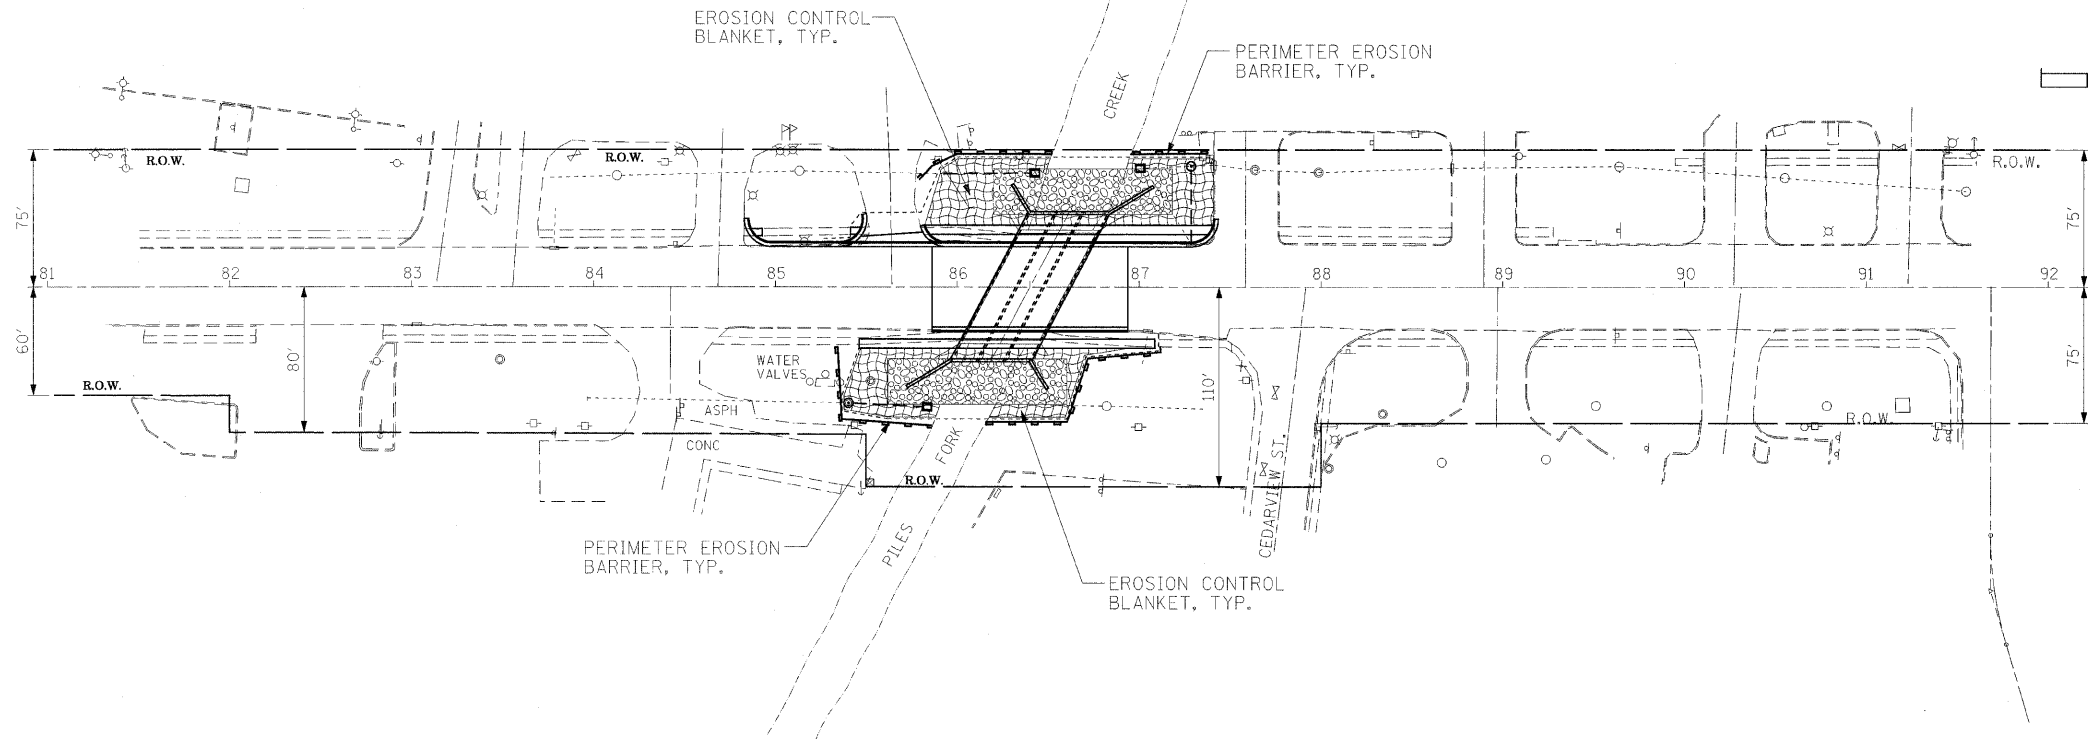 EROSION CONTROL
BLANKET, TYP.
PERIMETER EROSION
BARRIER, TYP.
CREEK
R.O.W.
R.O.W.
R.O.W.
75'
75'
81
82
83
84
85
86
87
88
89
90
91
92
60'
80'
110'
75'
WATER
VALVES
R.O.W.
ASPH
CONC
R.O.W.
R.O.W.
FORK
PILES
CEDARVIEW ST.
PERIMETER EROSION
BARRIER, TYP.
EROSION CONTROL
BLANKET, TYP.